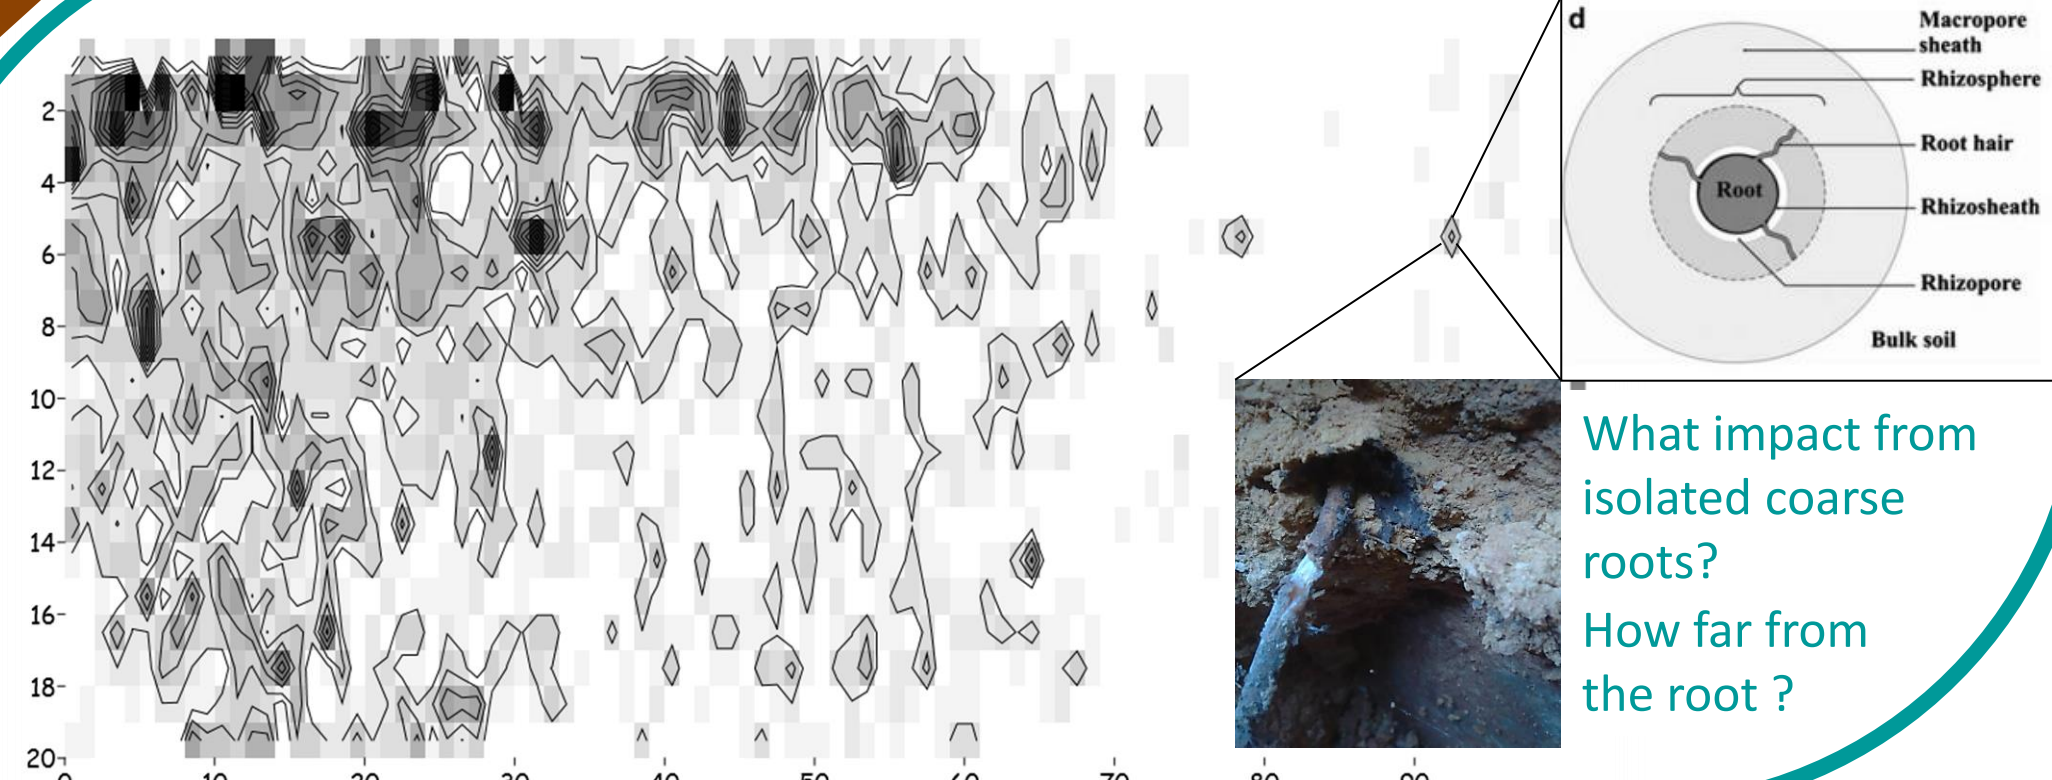 2
4
6
8
10
12
14
16
18
20
0
10
20
30
40
50
60
70
80
90
d
Macropore
sheath
Rhizosphere
Root hair
Root
Rhizosheath
Rhizopore
Bulk soil
What impact from
isolated coarse
roots?
How far from
the root ?